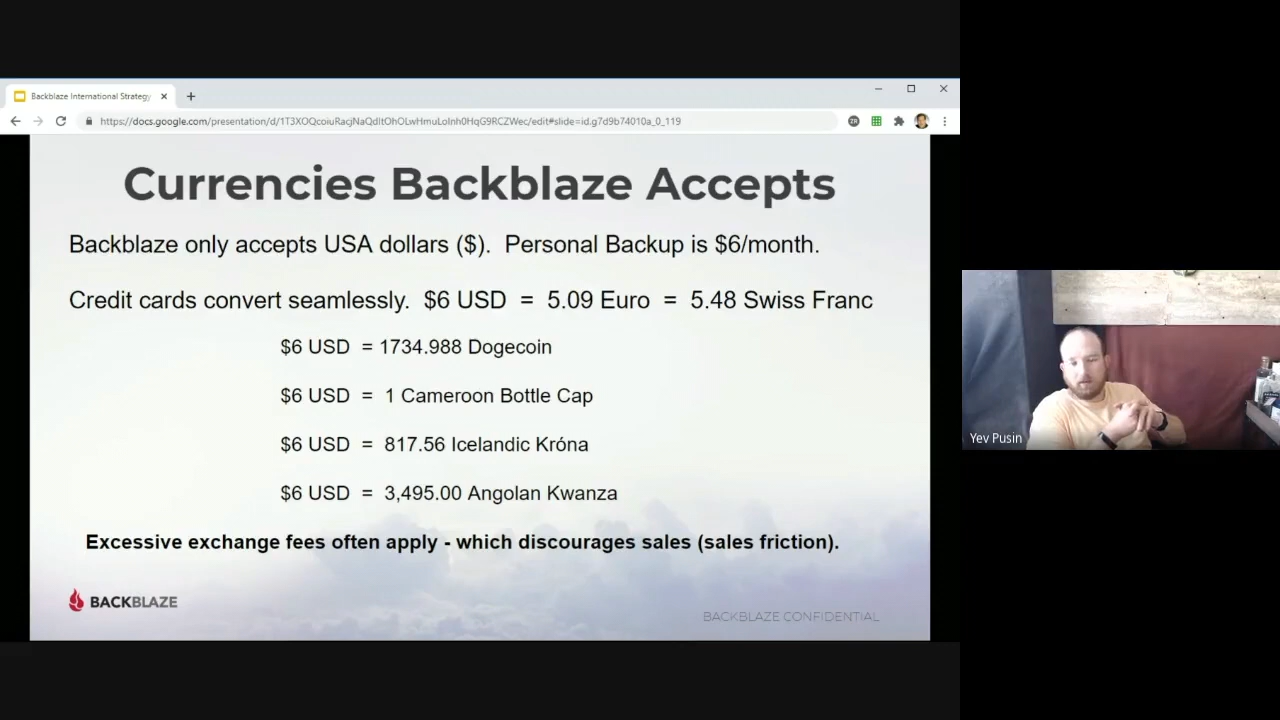 Backblaze International Strategy
https://docs.google.com/presentation/d/1T3XOQcoiuRacjNaQdItOhOLwHmuLoInh0HqG9RCZWec/edit#slide=id.g7d9b74010a_0_119
Currencies Backblaze Accepts
Backblaze only accepts USA dollars ($). Personal Backup is $6/month.
Credit cards convert seamlessly. $6 USD = 5.09 Euro = 5.48 Swiss Franc
$6 USD = 1734.988 Dogecoin
$6 USD = 1 Cameroon Bottle Cap
$6 USD = 817.56 Icelandic Króna
$6 USD = 3,495.00 Angolan Kwanza
Excessive exchange fees often apply - which discourages sales (sales friction).
BACKBLAZE
BACKBLAZE CONFIDENTIAL
Yev Pusin